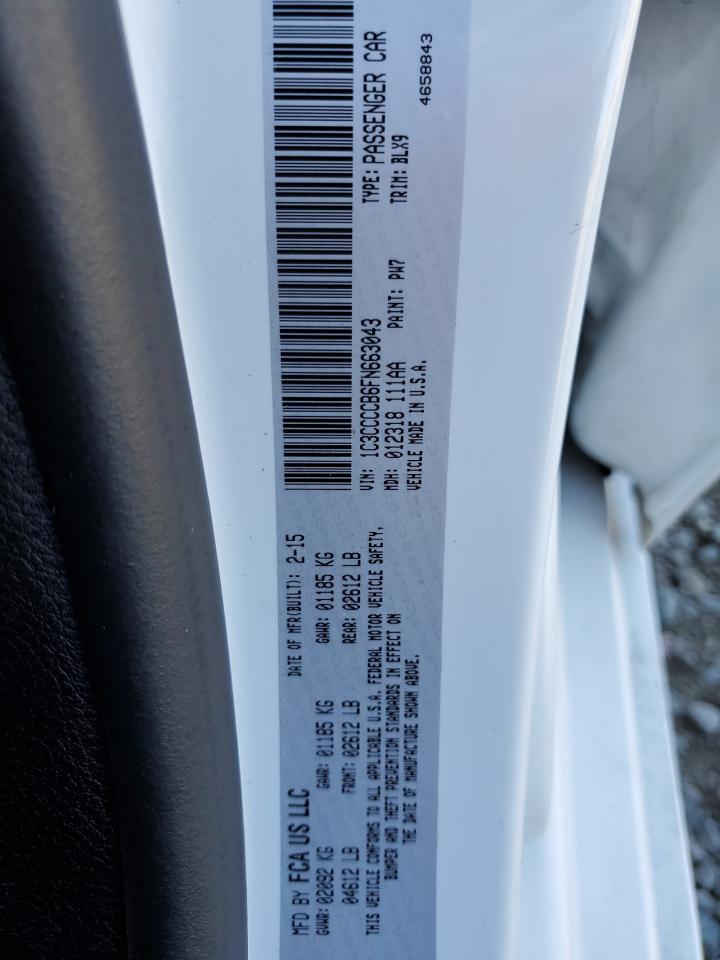 MFD BY FCA US LLC DATE OF MFR(BUILT): 2-15
GVWR: 02092 KG GAWR: 01185 KG GAWR: 01185 KG
04612 LB FRONT: 02612 LB REAR: 02612 LB
THIS VEHICLE CONFORMS TO ALL APPLICABLE U.S.A. FEDERAL MOTOR VEHICLE SAFETY,
BUMPER AND THEFT PREVENTION STANDARDS IN EFFECT ON
THE DATE OF MANUFACTURE SHOWN ABOVE.
VIN: 1C3CCCCB6FN663043 TYPE: PASSENGER CAR
MDH: 012318 111AA PAINT: PW7 TRIM: BLX9
VEHICLE MADE IN U.S.A. 4658843